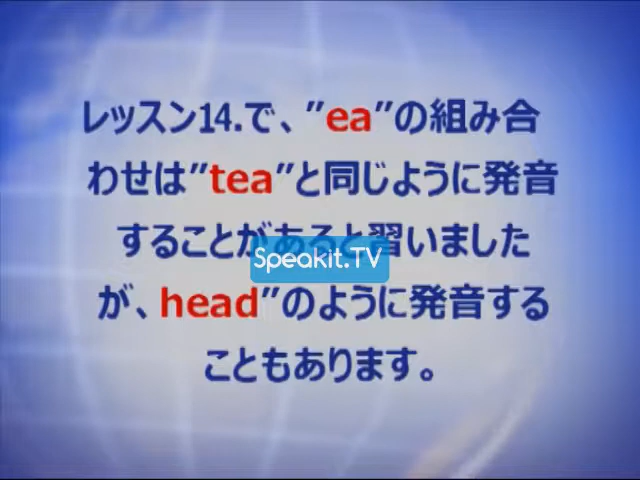 レッスン14.で、"ea"の組み合
わせは"tea"と同じように発音
することがあると習いました
Speakit.TV
が、head"のように発音する
こともあります。